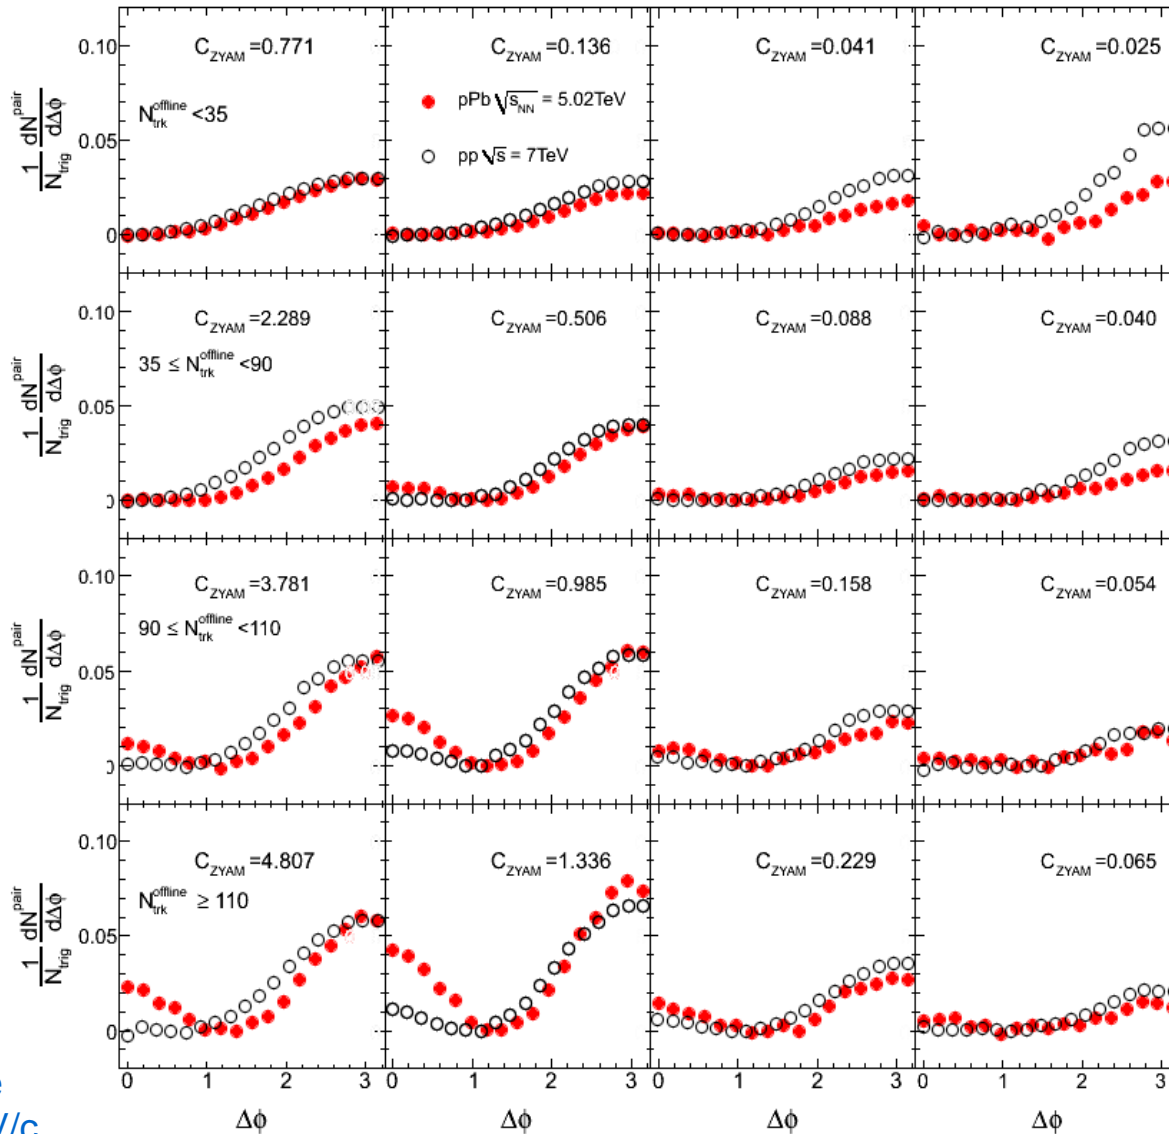 0.10
C_ZYAM =0.771
C_ZYAM =0.136
C_ZYAM =0.041
C_ZYAM =0.025
N_trk^offline <35
pPb √s_NN = 5.02TeV
pp √s = 7TeV
1/N_trig dN^pair/dΔϕ
0.05
0
0.10
C_ZYAM =2.289
C_ZYAM =0.506
C_ZYAM =0.088
C_ZYAM =0.040
35 ≤ N_trk^offline <90
1/N_trig dN^pair/dΔϕ
0.05
0.10
C_ZYAM =3.781
C_ZYAM =0.985
C_ZYAM =0.158
C_ZYAM =0.054
90 ≤ N_trk^offline <110
1/N_trig dN^pair/dΔϕ
0.05
0.10
C_ZYAM =4.807
C_ZYAM =1.336
C_ZYAM =0.229
C_ZYAM =0.065
N_trk^offline ≥ 110
1/N_trig dN^pair/dΔϕ
0.05
0
0 1 2 3 0 1 2 3 0 1 2 3 0 1 2 3
Δϕ Δϕ Δϕ Δϕ
V/c